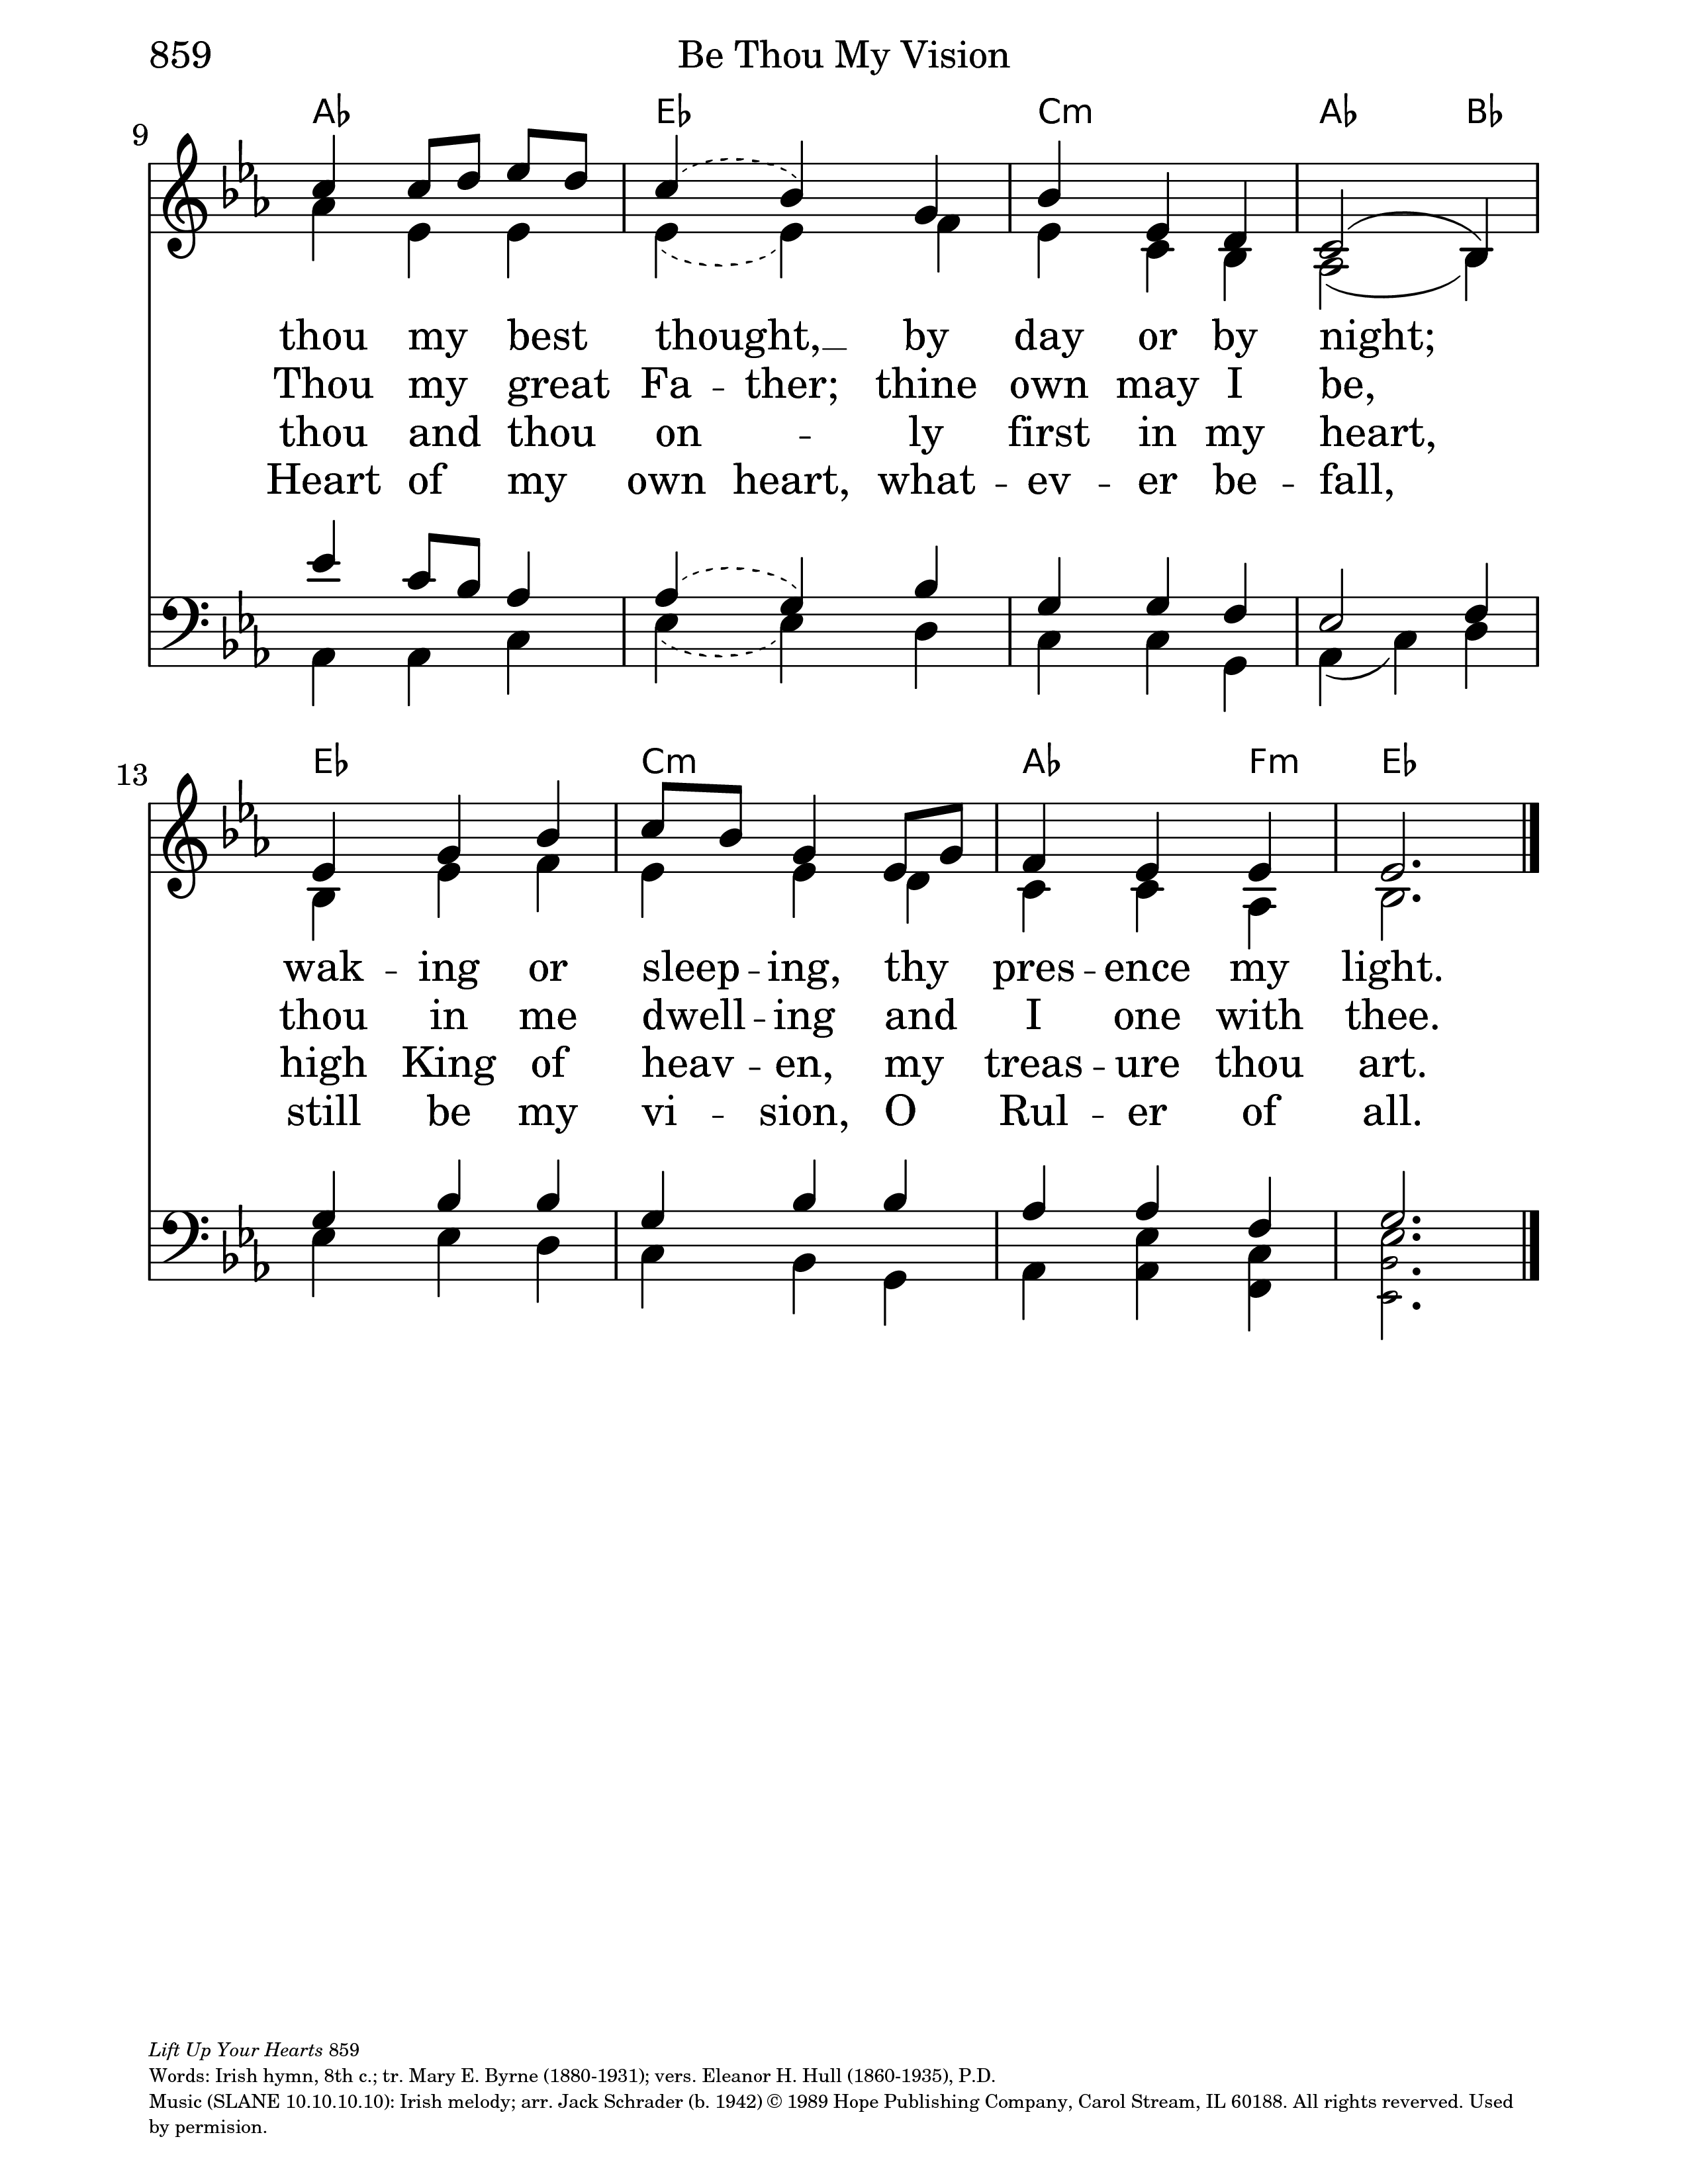 859 Be Thou My Vision
A♭ E♭ Cm A♭ B♭
9
thou my best thought, __ by day or by night;
Thou my great Fa - ther; thine own may I be,
thou and thou on - ly first in my heart,
Heart of my own heart, what - ev - er be - fall,
E♭ Cm A♭ Fm E♭
13
wak - ing or sleep - ing, thy pres - ence my light.
thou in me dwell - ing and I one with thee.
high King of heav - en, my treas - ure thou art.
still be my vi - sion, O Rul - er of all.
Lift Up Your Hearts 859
Words: Irish hymn, 8th c.; tr. Mary E. Byrne (1880-1931); vers. Eleanor H. Hull (1860-1935), P.D.
Music (SLANE 10.10.10.10): Irish melody; arr. Jack Schrader (b. 1942) © 1989 Hope Publishing Company, Carol Stream, IL 60188. All rights reverved. Used
by permision.